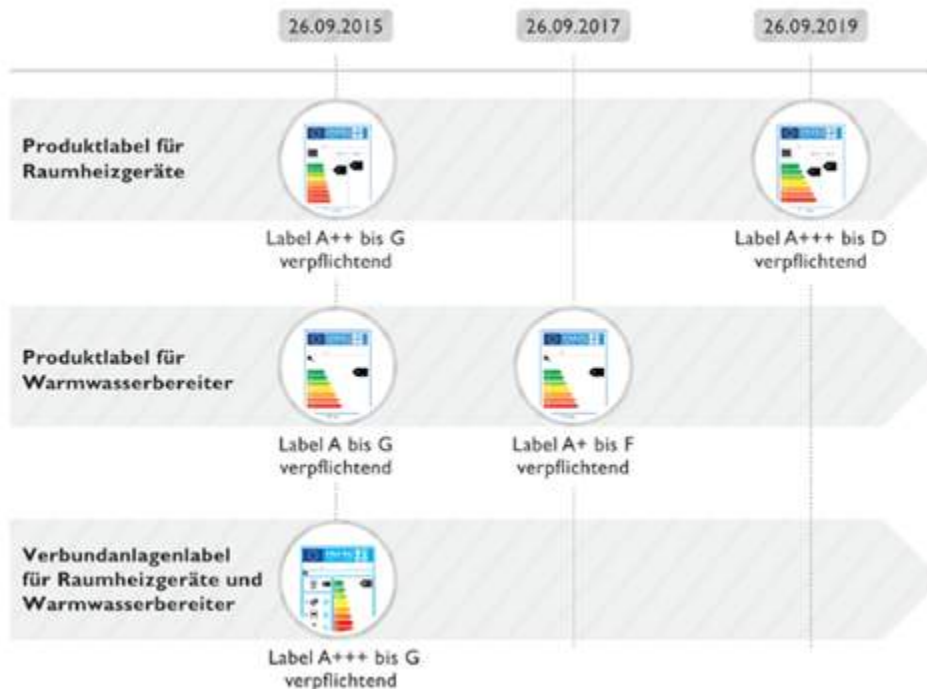 26.09.2015
26.09.2017
26.09.2019
Produktlabel für
Raumheizgeräte
Label A++ bis G
verpflichtend
Label A+++ bis D
verpflichtend
Produktlabel für
Warmwasserbereiter
Label A bis G
verpflichtend
Label A+ bis F
verpflichtend
Verbundanlagenlabel
für Raumheizgeräte und
Warmwasserbereiter
Label A+++ bis G
verpflichtend